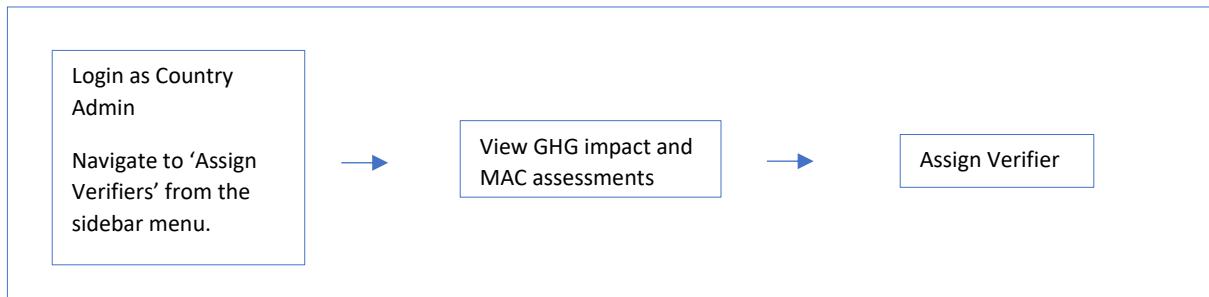 Login as Country
Admin
Navigate to ‘Assign
Verifiers’ from the
sidebar menu.
View GHG impact and
MAC assessments
Assign Verifier